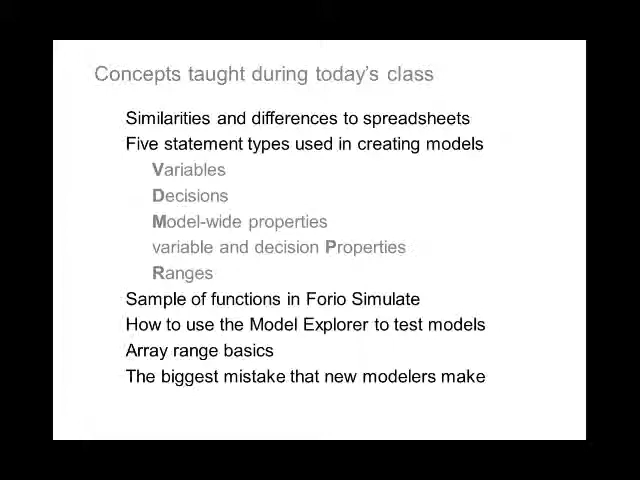 Concepts taught during today's class
Similarities and differences to spreadsheets
Five statement types used in creating models
Variables
Decisions
Model-wide properties
variable and decision Properties
Ranges
Sample of functions in Forio Simulate
How to use the Model Explorer to test models
Array range basics
The biggest mistake that new modelers make